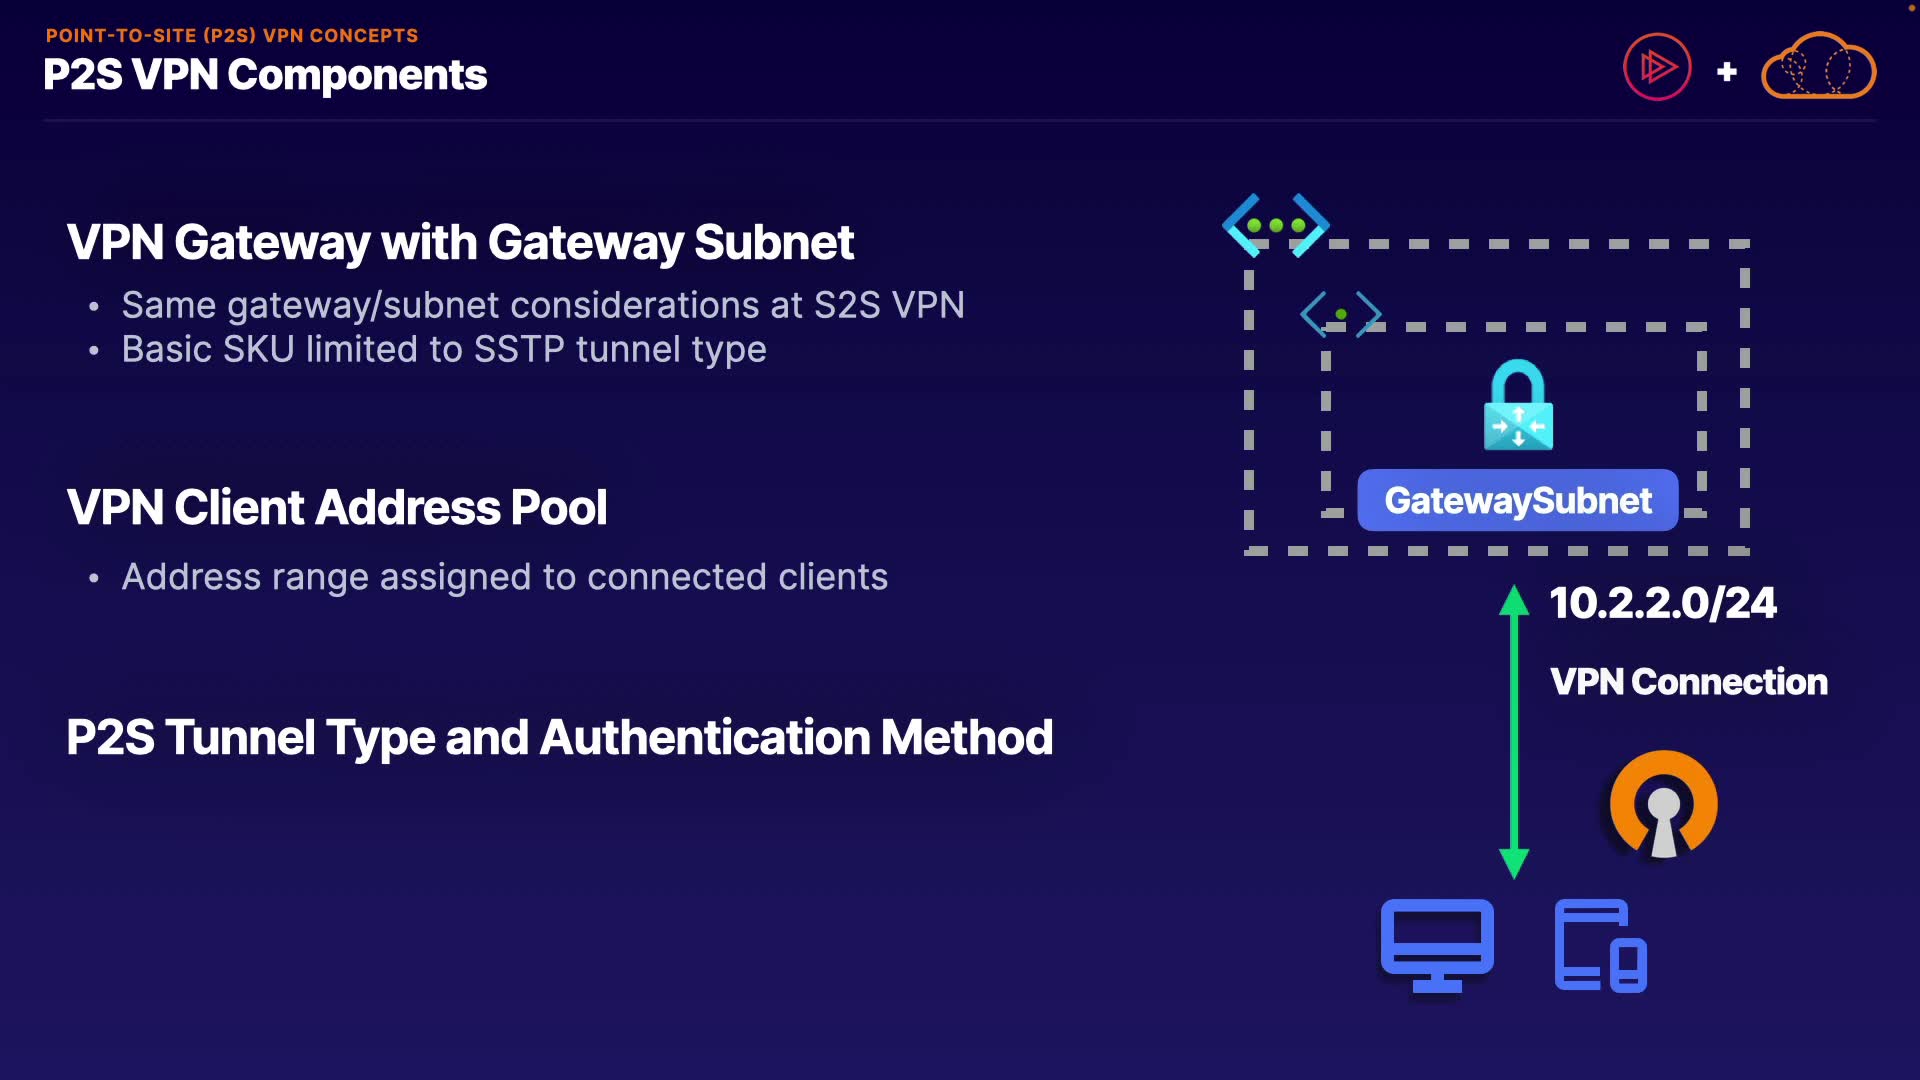 POINT-TO-SITE (P2S) VPN CONCEPTS
P2S VPN Components
+
VPN Gateway with Gateway Subnet
• Same gateway/subnet considerations at S2S VPN
• Basic SKU limited to SSTP tunnel type
VPN Client Address Pool
• Address range assigned to connected clients
P2S Tunnel Type and Authentication Method
GatewaySubnet
10.2.2.0/24
VPN Connection